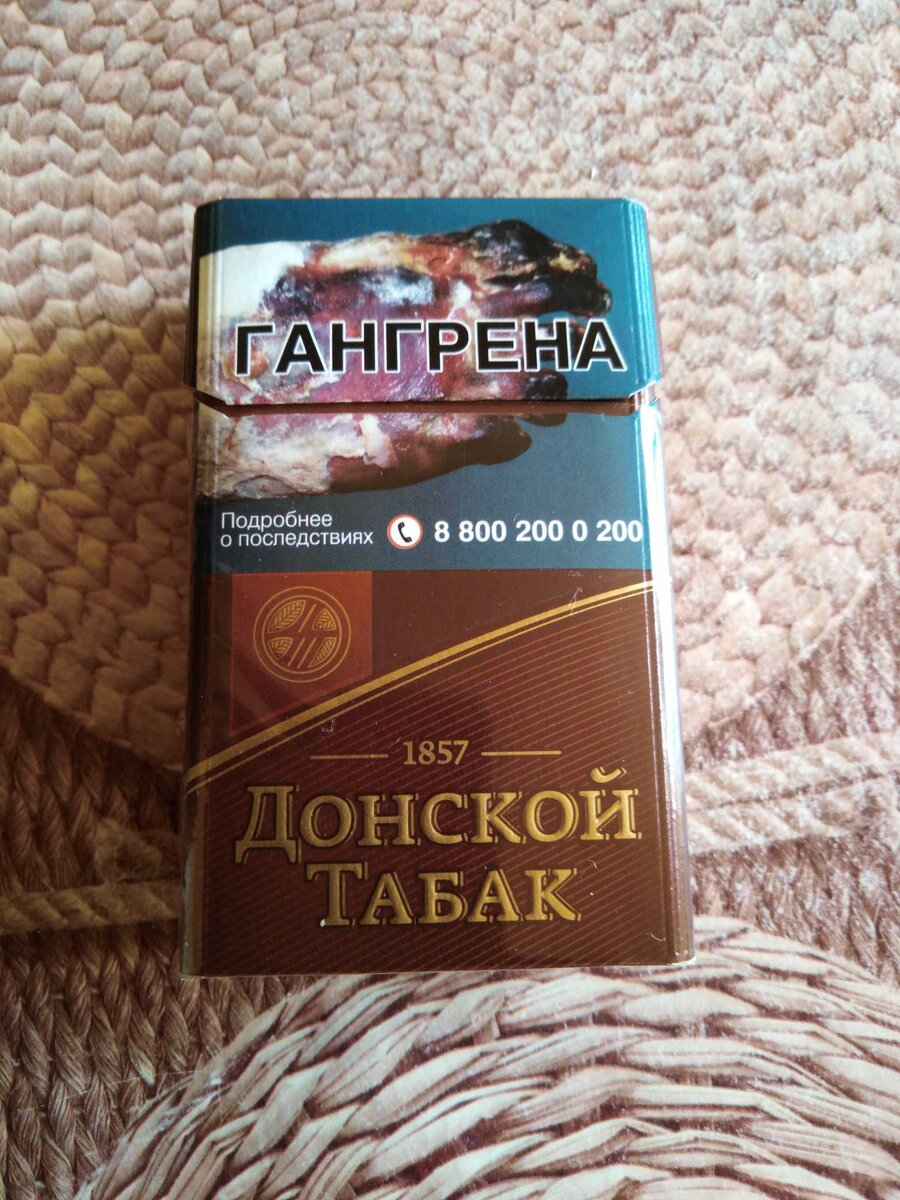 ГАНГРЕНА
Подробнее
о последствиях
8 800 200 0 200
1857
Донской
Табак